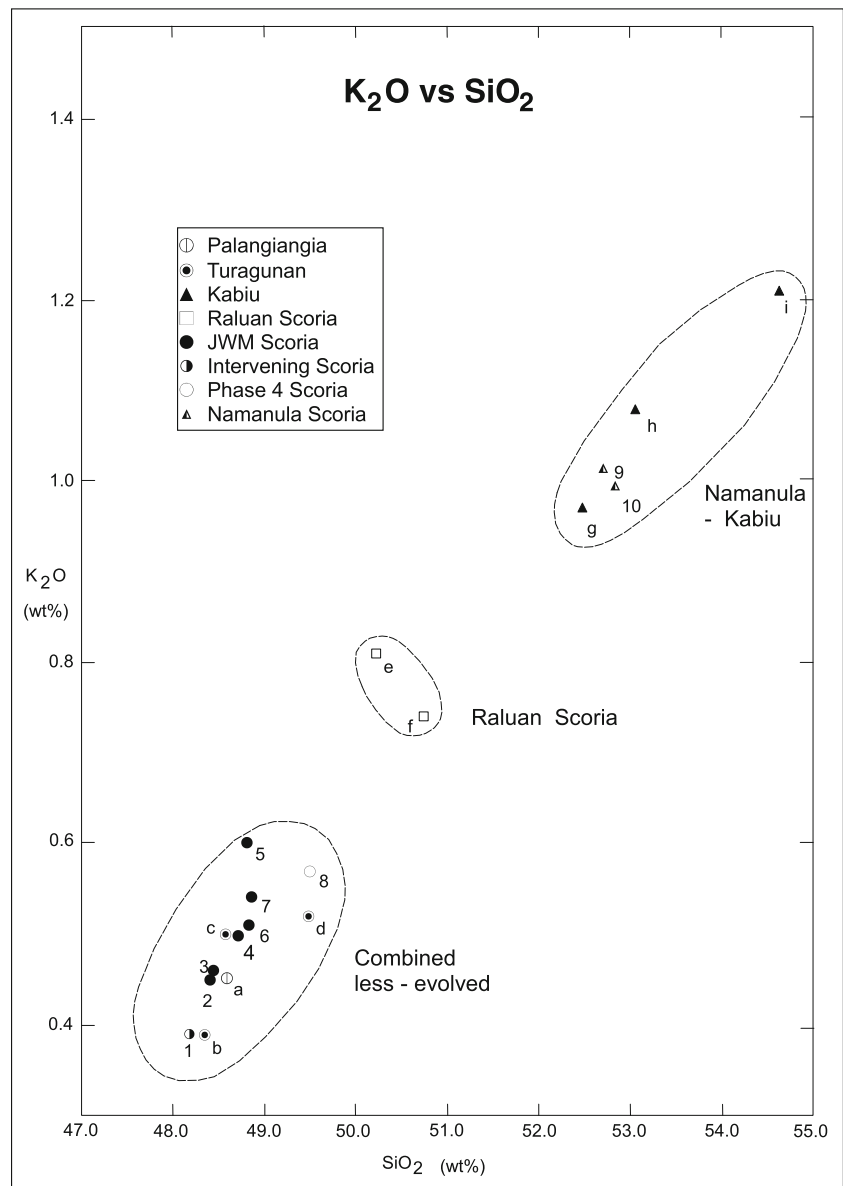 K2O vs SiO2
1.4
Palangiangia
Turagunan
Kabiu
Raluan Scoria
JWM Scoria
Intervening Scoria
Phase 4 Scoria
Namanula Scoria
1.2
i
h
9
1.0
10
g
Namanula
- Kabiu
K2O
(wt%)
0.8
e
f
Raluan Scoria
0.6
5
8
7
c
d
6
4
3
a
2
Combined
less - evolved
0.4
1
b
47.0 48.0 49.0 50.0 51.0 52.0 53.0 54.0 55.0
SiO2 (wt%)